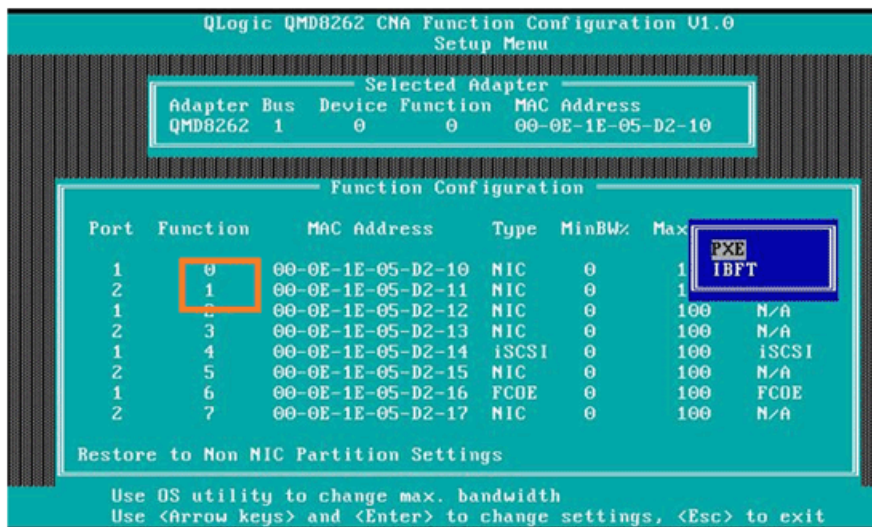 QLogic QMD8262 CNA Function Configuration V1.0
Setup Menu
Selected Adapter
Adapter Bus Device Function MAC Address
QMD8262 1 0 0 00-0E-1E-05-D2-10
Function Configuration
Port Function MAC Address Type MinBW% Max
1 0 00-0E-1E-05-D2-10 NIC 0 1
2 1 00-0E-1E-05-D2-11 NIC 0 1
PXE
IBFT
1 2 00-0E-1E-05-D2-12 NIC 0 100 N/A
2 3 00-0E-1E-05-D2-13 NIC 0 100 N/A
1 4 00-0E-1E-05-D2-14 iSCSI 0 100 iSCSI
2 5 00-0E-1E-05-D2-15 NIC 0 100 N/A
1 6 00-0E-1E-05-D2-16 FCOE 0 100 FCOE
2 7 00-0E-1E-05-D2-17 NIC 0 100 N/A
Restore to Non NIC Partition Settings
Use OS utility to change max. bandwidth
Use <Arrow keys> and <Enter> to change settings, <Esc> to exit